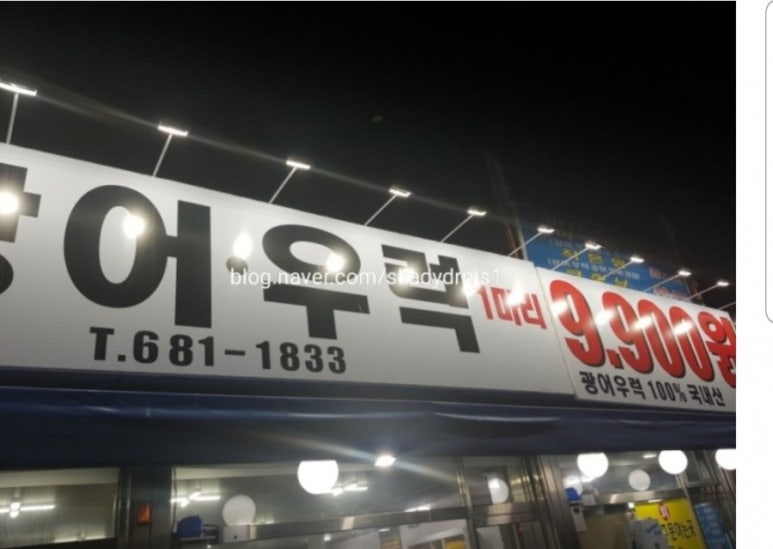 광어·우럭
1마리
9.900원
T.681-1833
광어우럭 100% 국내산
blog.naver.com/skadydmis1